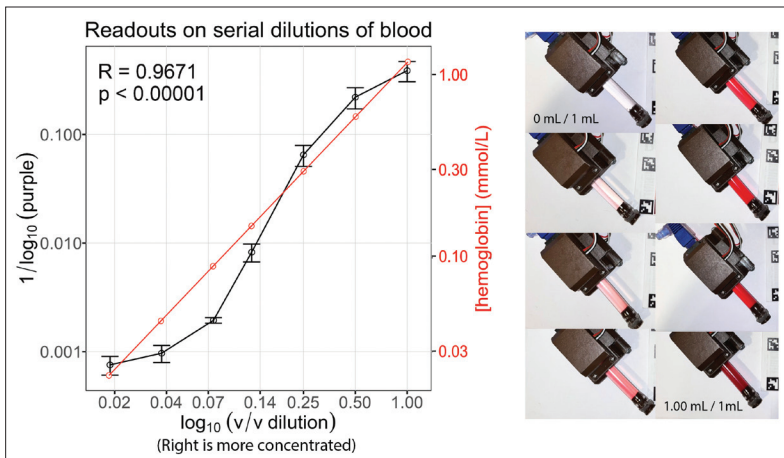 Readouts on serial dilutions of blood
R = 0.9671
p < 0.00001
1/log10 (purple)
0.100
0.010
0.001
[hemoglobin] (mmol/L)
1.00
0.30
0.10
0.03
0.02 0.04 0.07 0.14 0.25 0.50 1.00
log10 (v/v dilution)
(Right is more concentrated)
0 mL / 1 mL
1.00 mL / 1mL